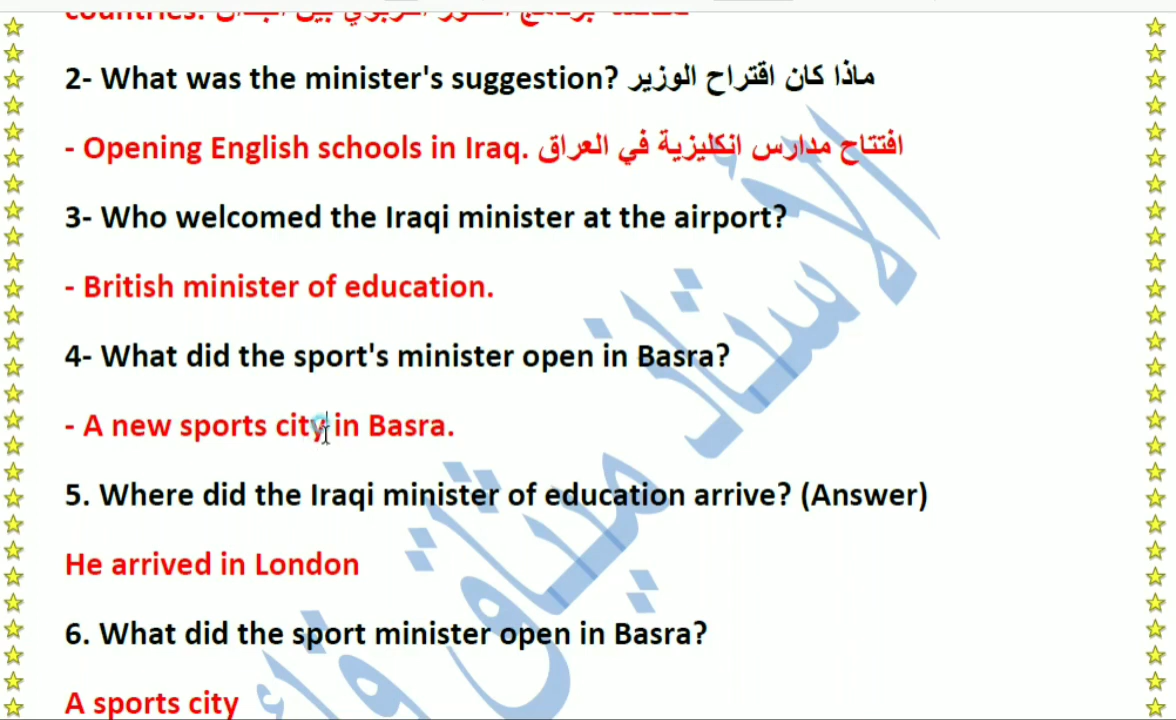 countries.
2- What was the minister's suggestion? ماذا كان اقتراح الوزير
- Opening English schools in Iraq. افتتاح مدارس انكليزية في العراق
3- Who welcomed the Iraqi minister at the airport?
- British minister of education.
4- What did the sport's minister open in Basra?
- A new sports city in Basra.
5. Where did the Iraqi minister of education arrive? (Answer)
He arrived in London
6. What did the sport minister open in Basra?
A sports city
الأستاذ ميثاق